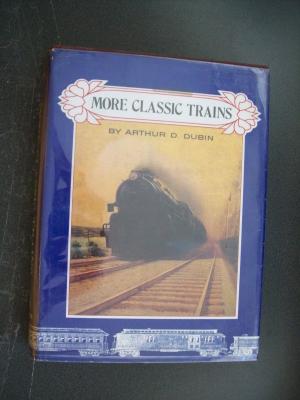 MORE CLASSIC TRAINS
BY ARTHUR D. DUBIN